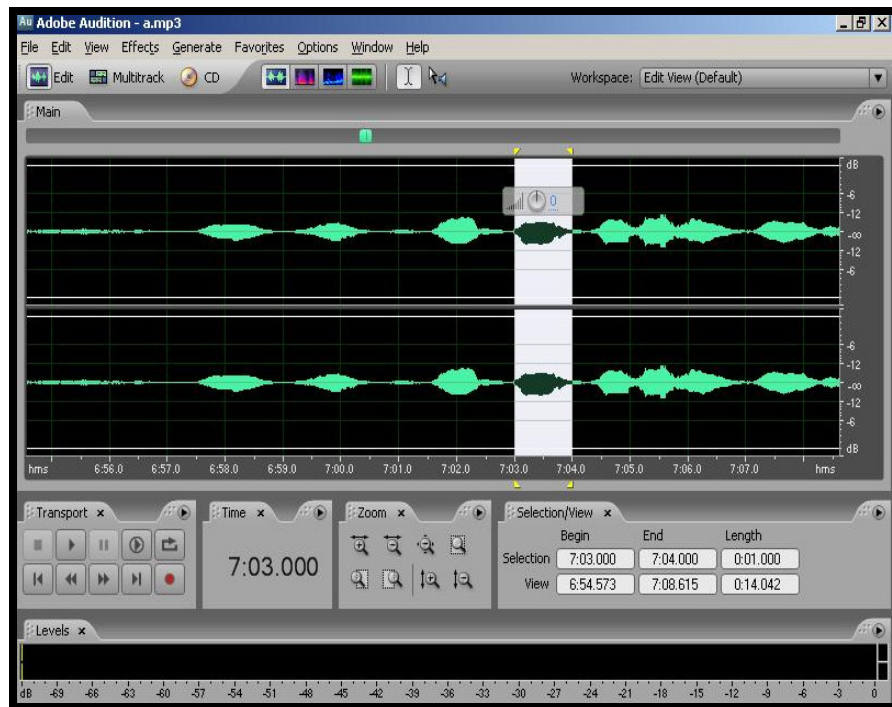 Au Adobe Audition - a.mp3
File Edit View Effects Generate Favorites Options Window Help
Edit Multitrack CD Workspace: Edit View (Default)
Main
dB
-6
-12
-∞
-12
-6
0
-6
-12
-∞
-12
-6
dB
hms 6:56.0 6:57.0 6:58.0 6:59.0 7:00.0 7:01.0 7:02.0 7:03.0 7:04.0 7:05.0 7:06.0 7:07.0 hms
Transport Time Zoom Selection/View
Begin End Length
Selection 7:03.000 7:04.000 0:01.000
View 6:54.573 7:08.615 0:14.042
7:03.000
Levels
dB -69 -66 -63 -60 -57 -54 -51 -48 -45 -42 -39 -36 -33 -30 -27 -24 -21 -18 -15 -12 -9 -6 -3 0